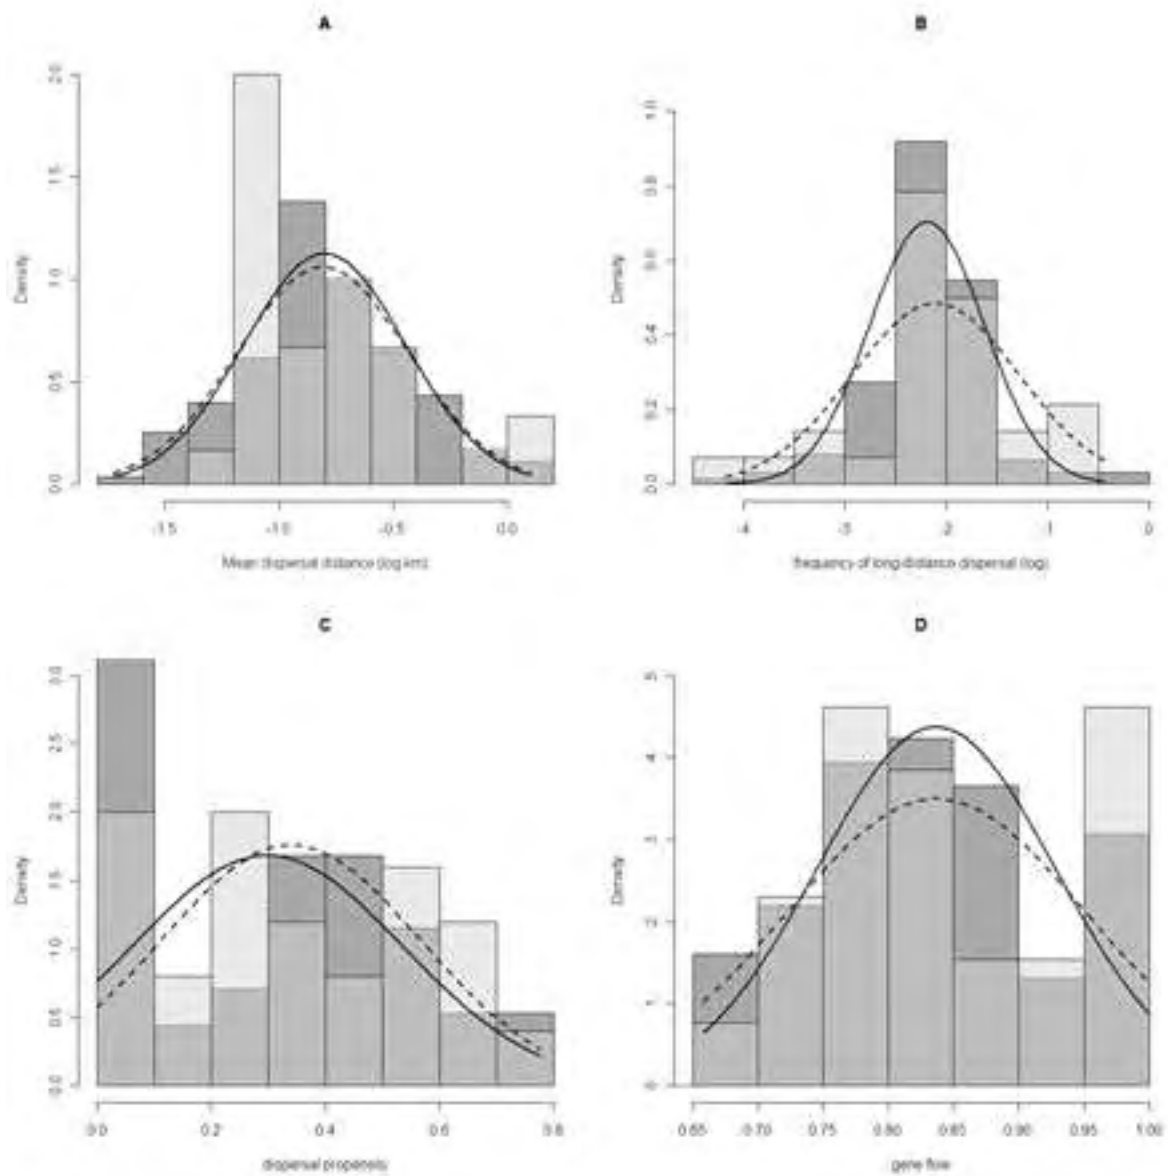 A
Density
0.0 0.5 1.0 1.5 2.0
-1.5 -1.0 -0.5 0.0
Mean dispersal distance (log km)
B
Density
0.0 0.2 0.4 0.6 0.8 1.0
-4 -3 -2 -1 0
frequency of long-distance dispersal (log)
C
Density
0.0 0.5 1.0 1.5 2.0 2.5 3.0
0.0 0.2 0.4 0.6 0.8
dispersal propensity
D
Density
0 1 2 3 4 5
0.65 0.70 0.75 0.80 0.85 0.90 0.95 1.00
gene flow